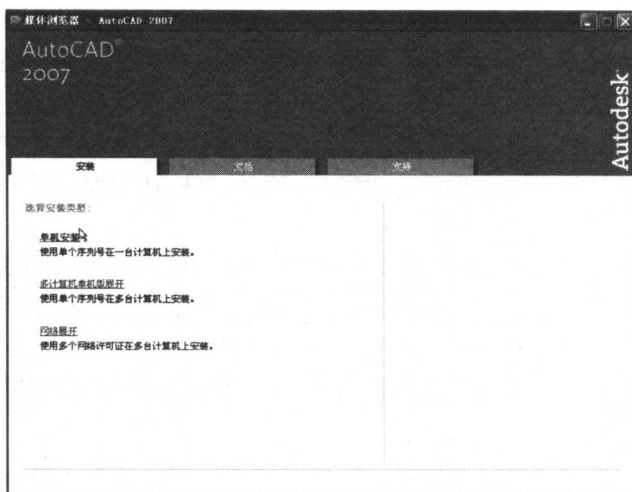 媒体浏览器 - AutoCAD 2007
AutoCAD®
2007
Autodesk
安装
文档
支持
选择安装类型:
单机安装
使用单个序列号在一台计算机上安装。
多计算机单机版展开
使用单个序列号在多台计算机上安装。
网络展开
使用多个网络许可证在多台计算机上安装。